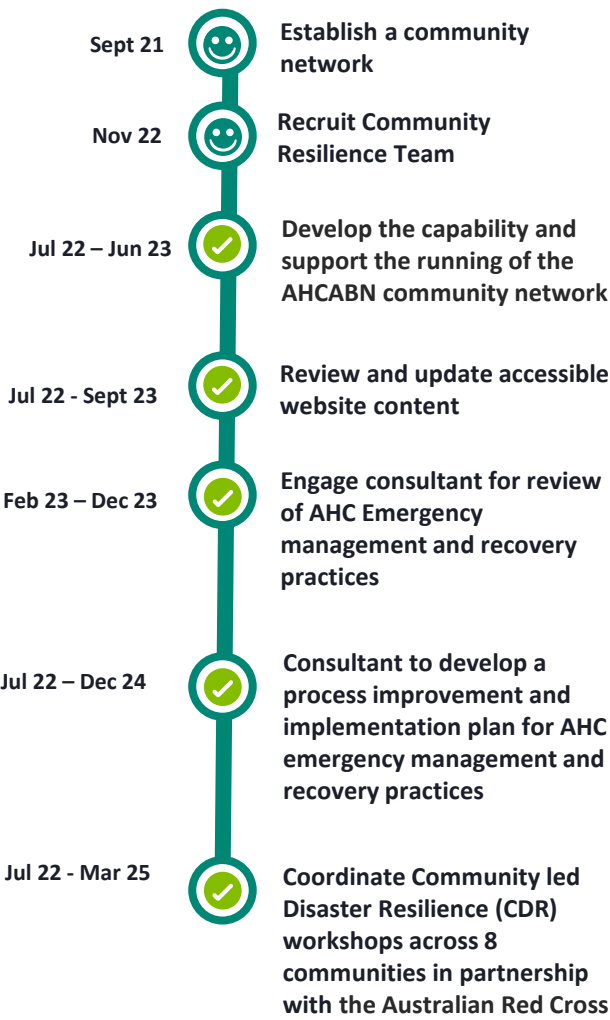 Sept 21
Establish a community
network
Nov 22
Recruit Community
Resilience Team
Jul 22 – Jun 23
Develop the capability and
support the running of the
AHCABN community network
Jul 22 - Sept 23
Review and update accessible
website content
Feb 23 – Dec 23
Engage consultant for review
of AHC Emergency
management and recovery
practices
Jul 22 – Dec 24
Consultant to develop a
process improvement and
implementation plan for AHC
emergency management and
recovery practices
Jul 22 - Mar 25
Coordinate Community led
Disaster Resilience (CDR)
workshops across 8
communities in partnership
with the Australian Red Cross